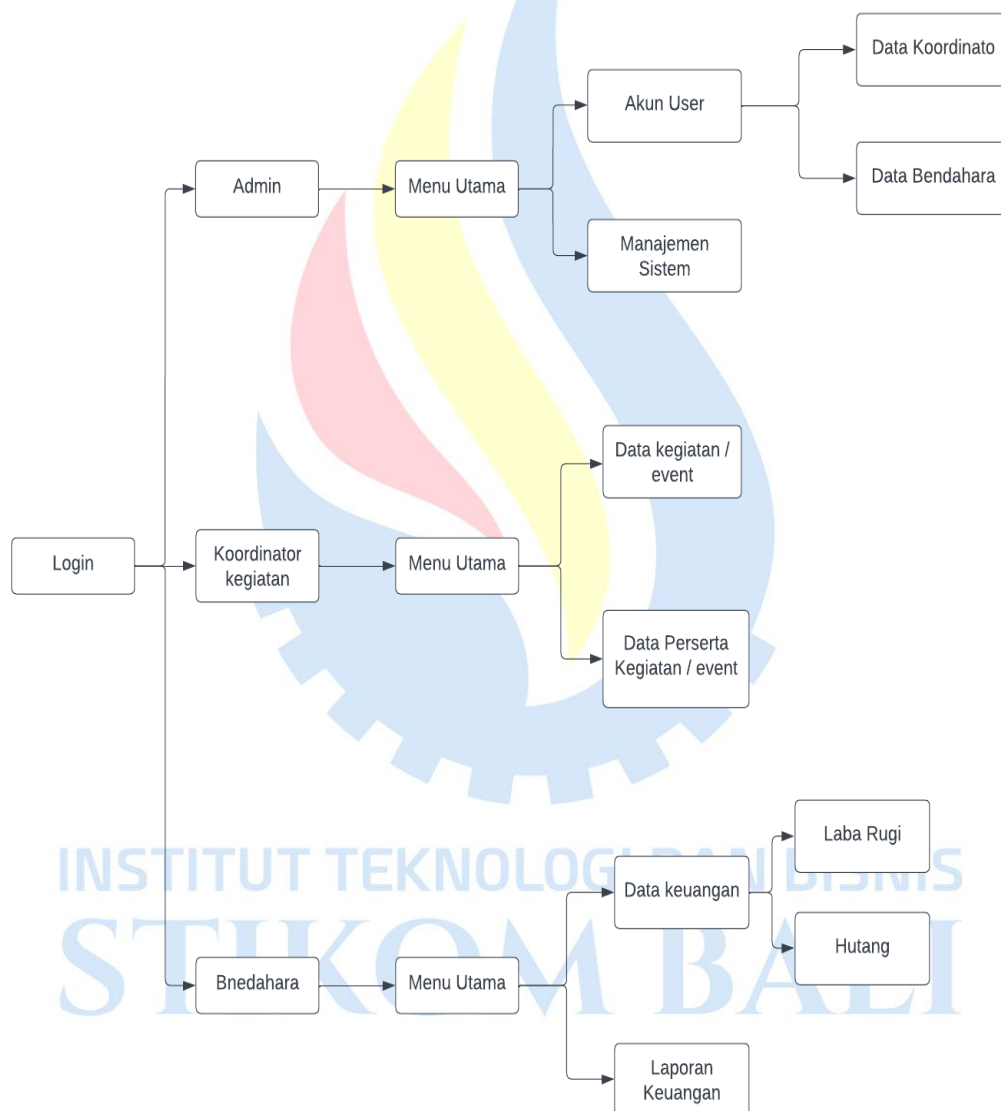 Data Koordinato
Akun User
Data Bendahara
Admin
Menu Utama
Manajemen
Sistem
Data kegiatan /
event
Login
Koordinator
kegiatan
Menu Utama
Data Perserta
Kegiatan / event
Laba Rugi
INSTITUT TEKNOLOGI DAN BISNIS
Data keuangan
STIKOM BALI
Hutang
Bnedahara
Menu Utama
Laporan
Keuangan